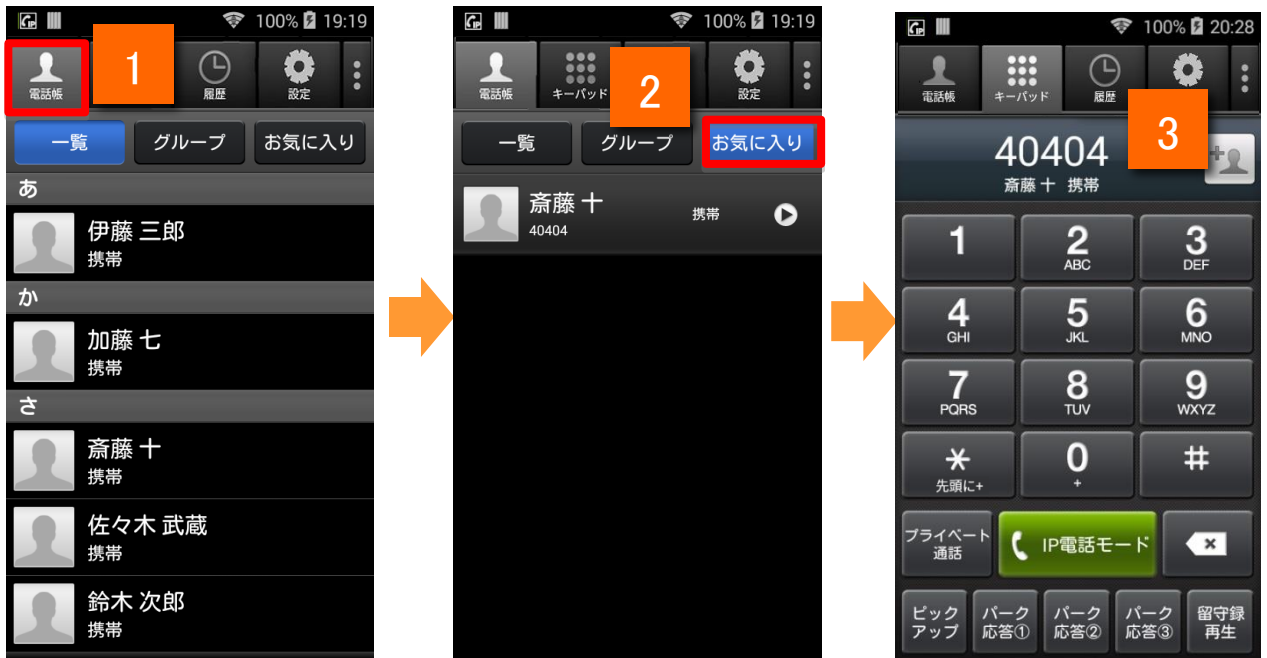 100% 19:19
電話帳
1
履歴
設定
一覧
グループ
お気に入り
あ
伊藤 三郎
携帯
か
加藤 七
携帯
さ
斎藤 十
携帯
佐々木 武蔵
携帯
鈴木 次郎
携帯
100% 19:19
電話帳
キーパッド
2
設定
一覧
グループ
お気に入り
斎藤 十
40404
携帯
100% 20:28
電話帳
キーパッド
履歴
設定
3
40404
斎藤 十 携帯
1
2
ABC
3
DEF
4
GHI
5
JKL
6
MNO
7
PQRS
8
TUV
9
WXYZ
*
先頭に+
0
+
#
プライベート
通話
IP電話モード
ピック
アップ
パーク
応答①
パーク
応答②
パーク
応答③
留守録
再生